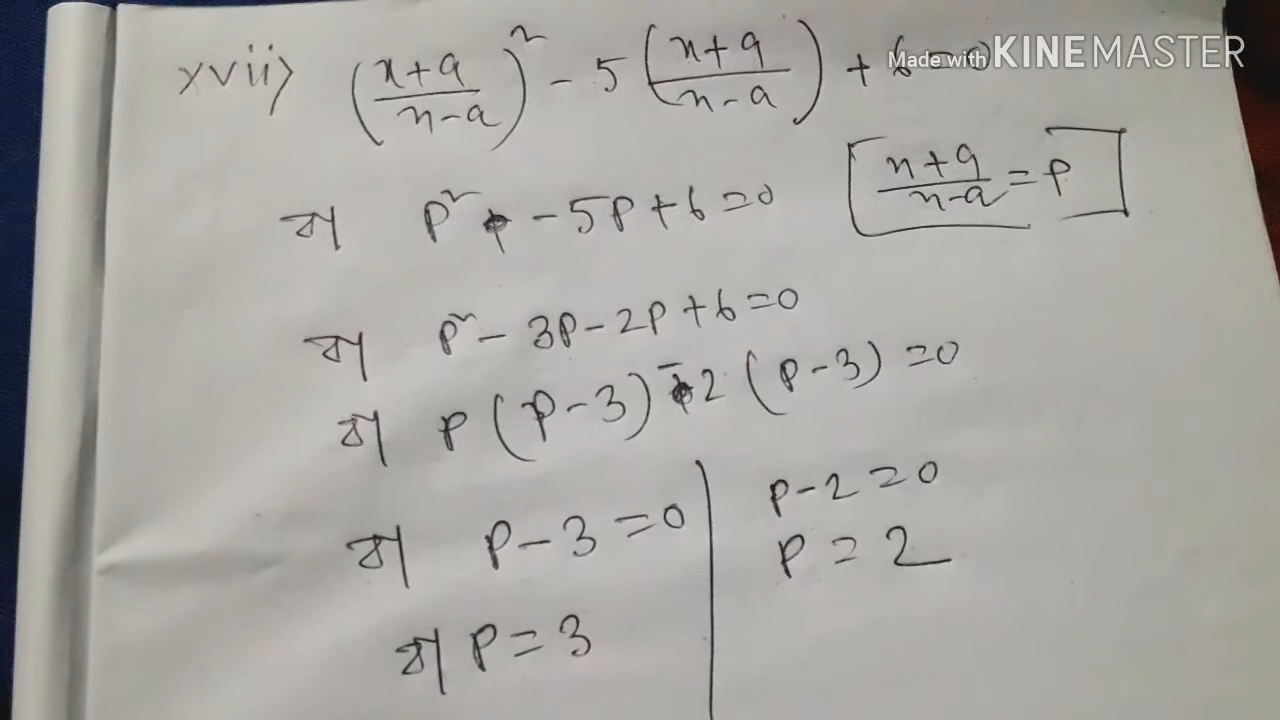 xvii) ((x+a)/(x-a))² - 5((x+a)/(x-a)) + 6=0
Made with KINEMASTER
বা P² - 5P+6=0 [(x+a)/(x-a) = P]
বা P² - 3P - 2P + 6 = 0
বা P (P-3) - 2 (P-3) = 0
বা P - 3 = 0
বা P = 3
P - 2 = 0
P = 2